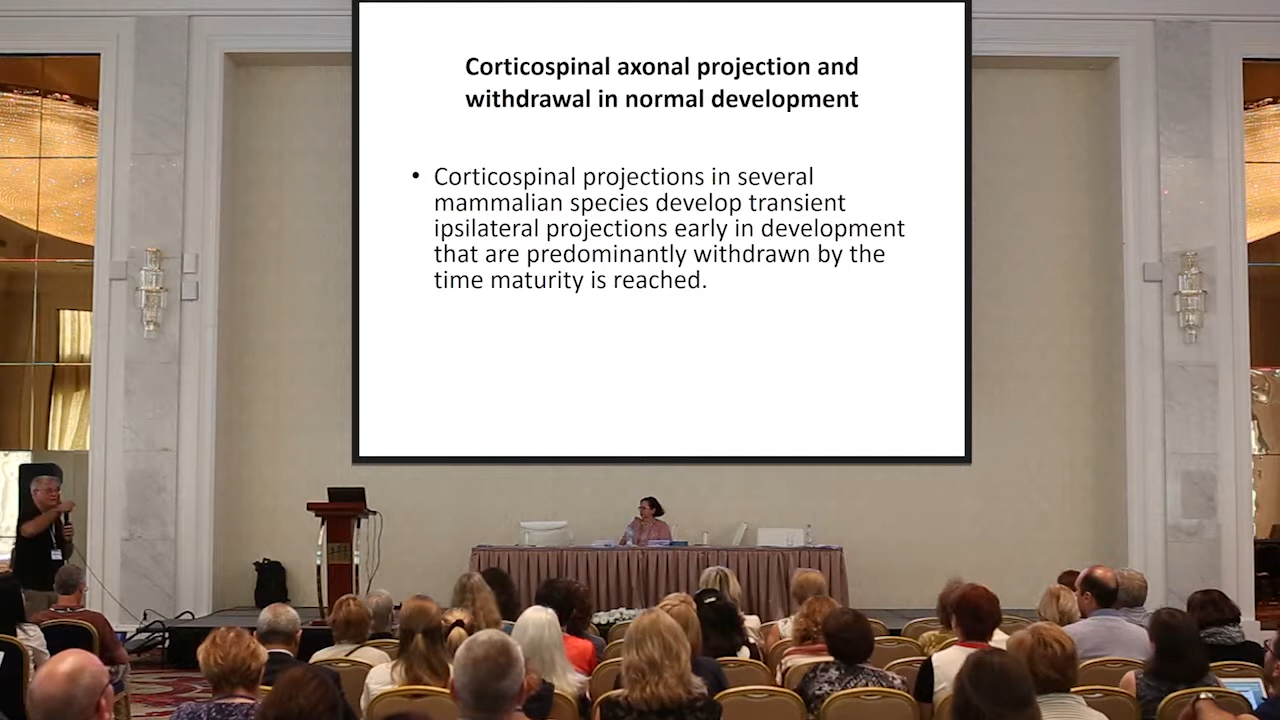 Corticospinal axonal projection and
withdrawal in normal development
• Corticospinal projections in several
mammalian species develop transient
ipsilateral projections early in development
that are predominantly withdrawn by the
time maturity is reached.